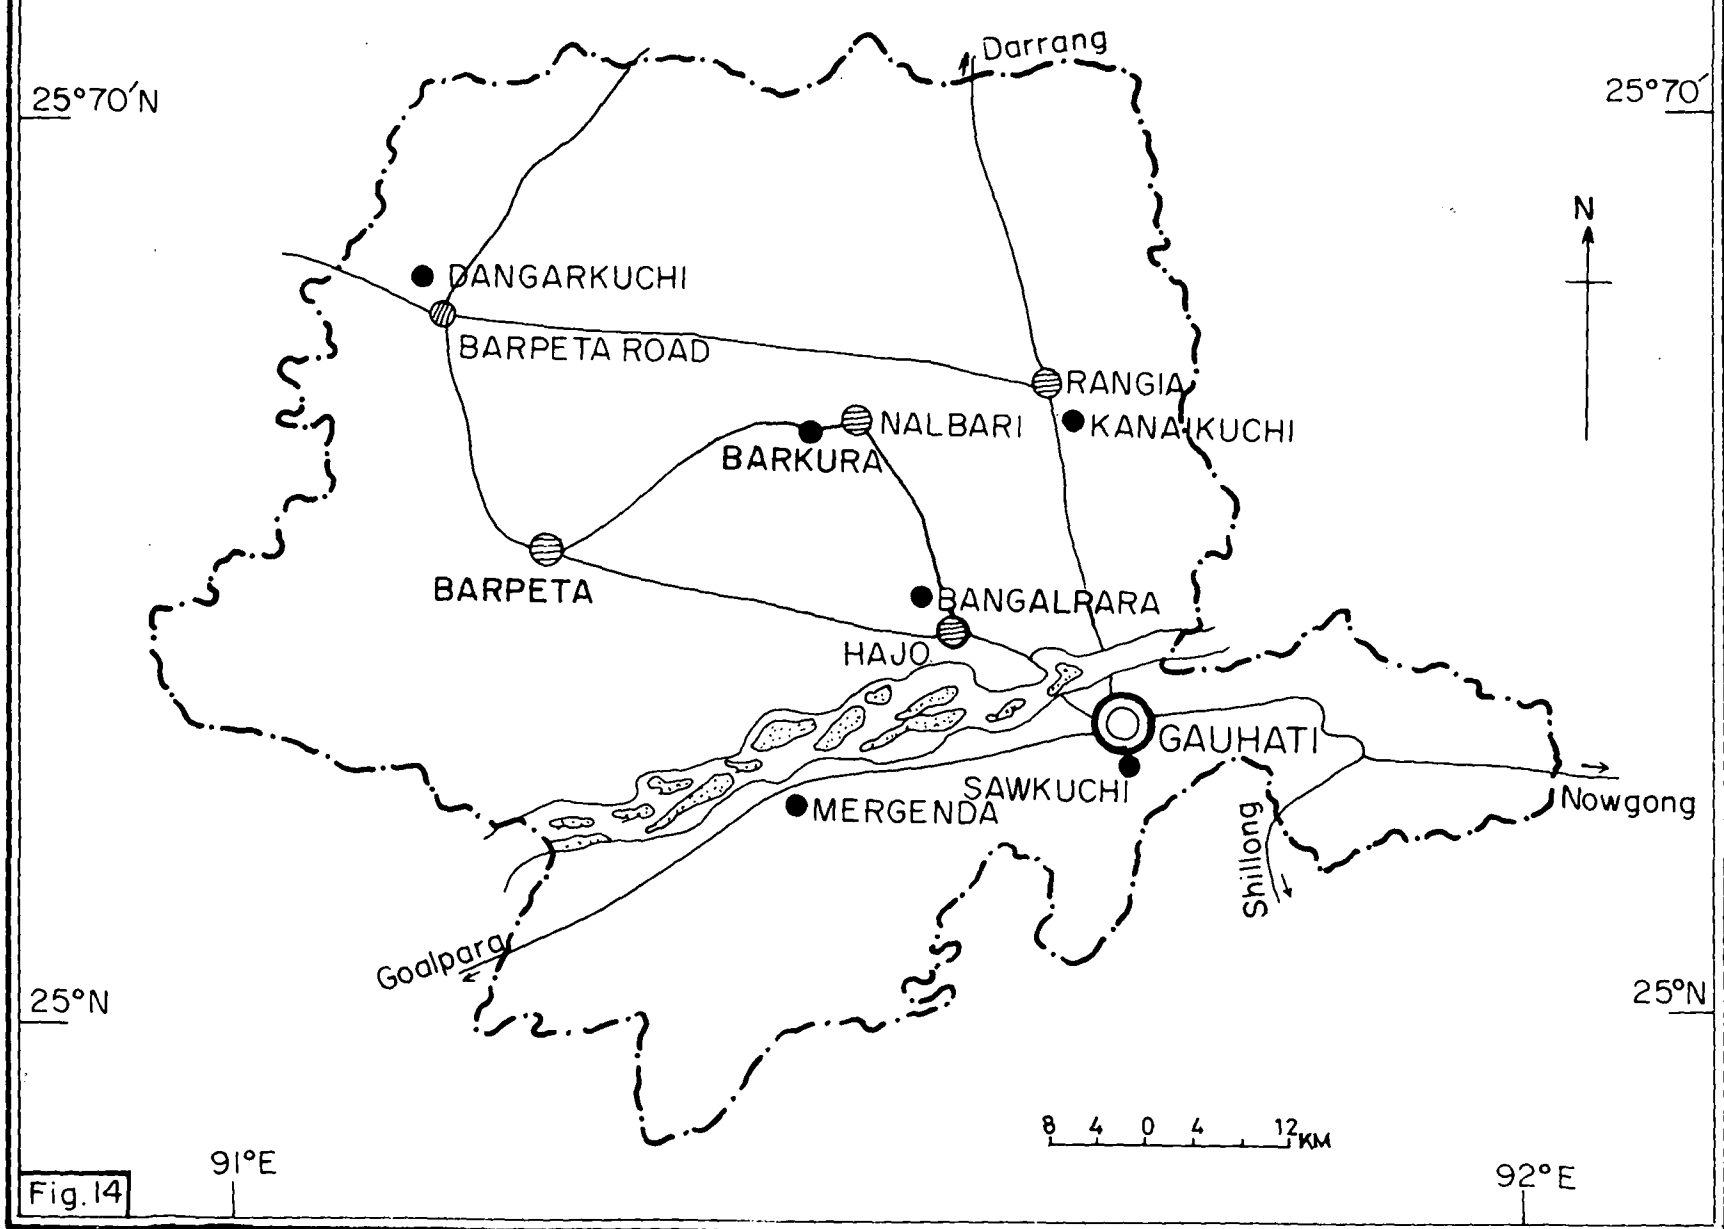 Darrang
25°70'N
25°70'
N
DANGARKUCHI
BARPETA ROAD
RANGIA
NALBARI
KANAIKUCHI
BARKURA
BARPETA
BANGALPARA
HAJO
GAUHATI
SAWKUCHI
MERGENDA
Nowgong
Shillong
Goalpara
25°N
25°N
8 4 0 4 12 KM
91°E
92°E
Fig. 14